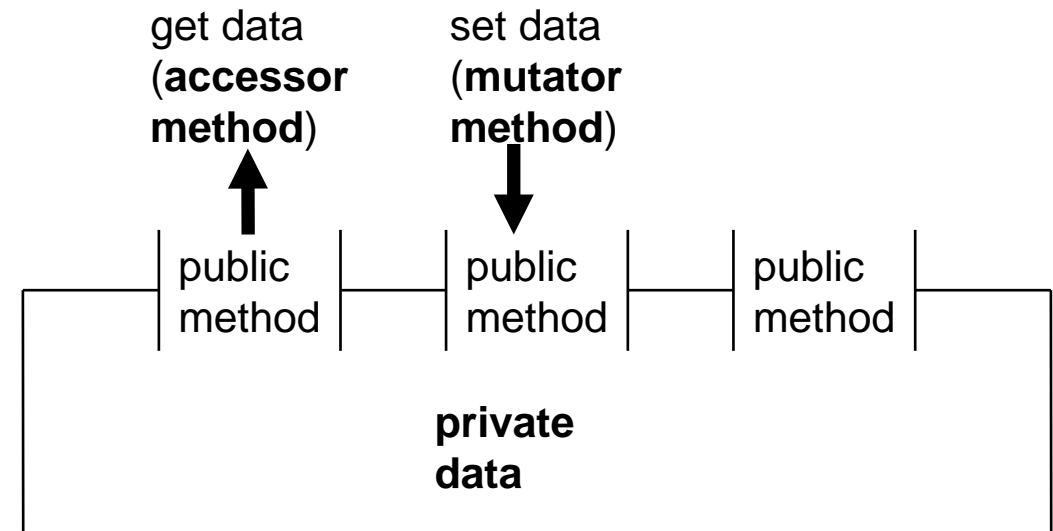 get data
(accessor
method)
set data
(mutator
method)
public
method
public
method
public
method
private
data